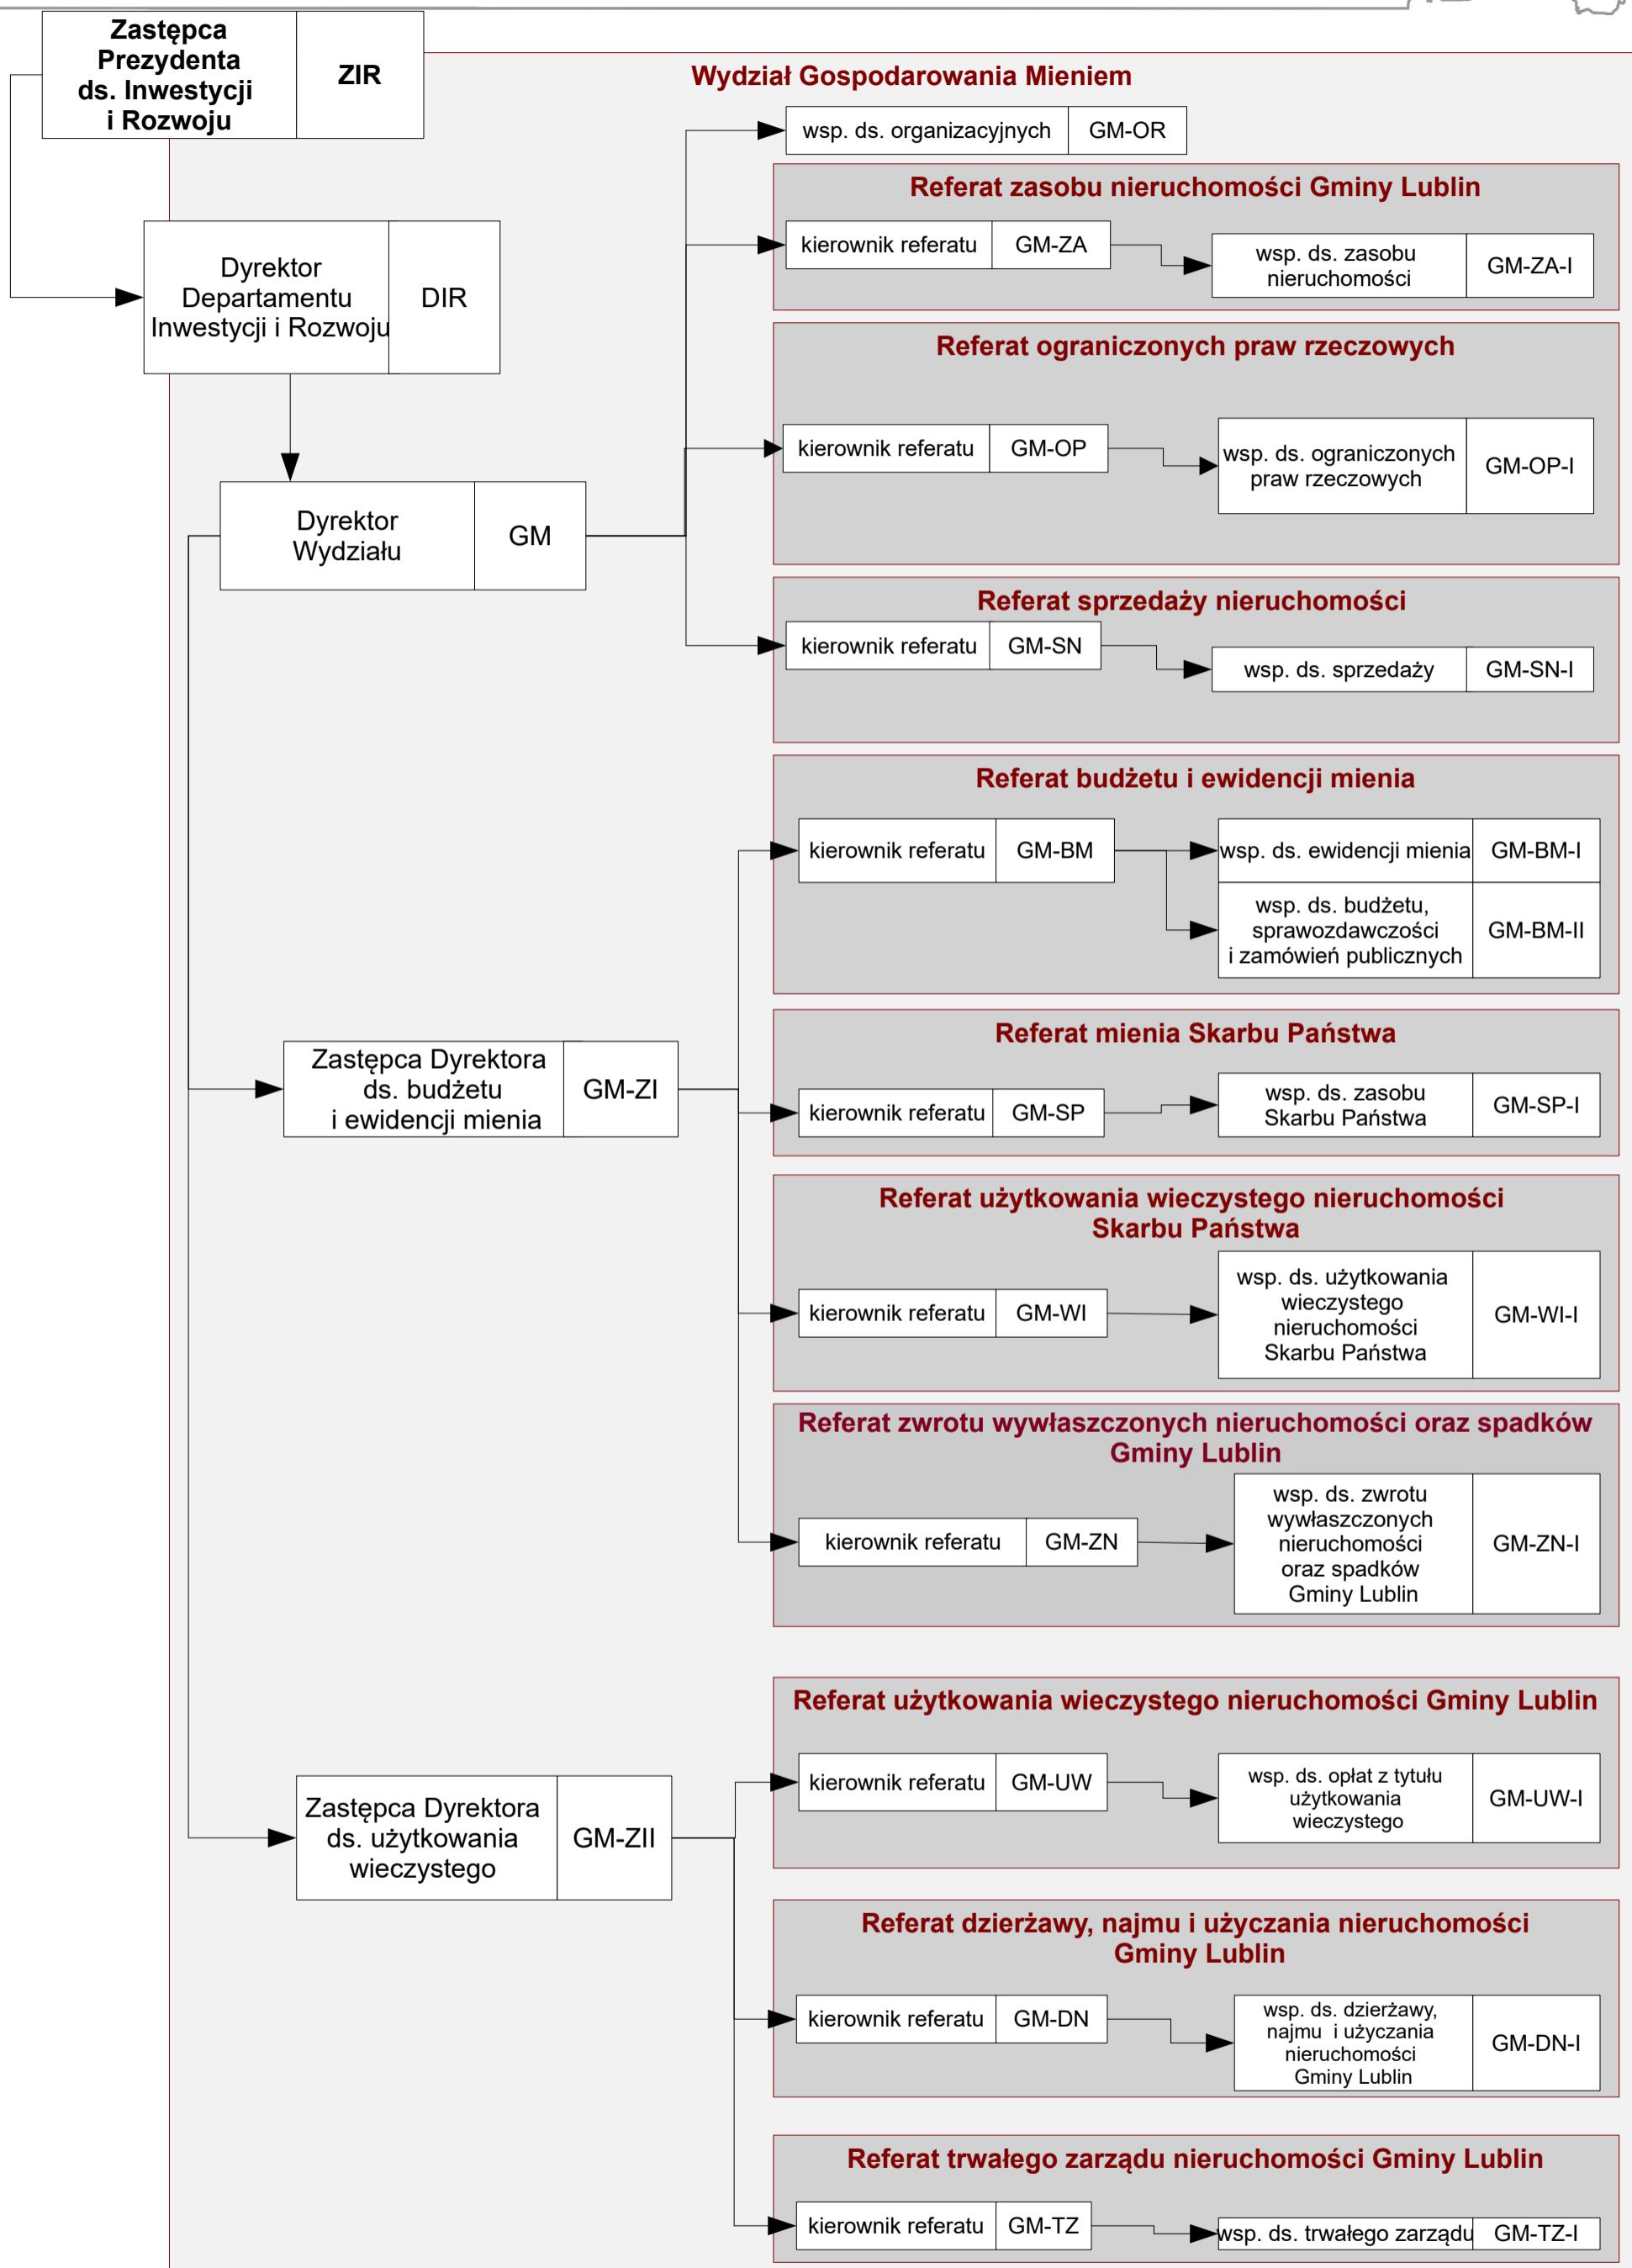 Zastępca
Prezydenta
ds. Inwestycji
i Rozwoju
ZIR
Wydział Gospodarowania Mieniem
wsp. ds. organizacyjnych
GM-OR
Referat zasobu nieruchomości Gminy Lublin
kierownik referatu
GM-ZA
wsp. ds. zasobu
nieruchomości
GM-ZA-I
Dyrektor
Departamentu
Inwestycji i Rozwoju
DIR
Referat ograniczonych praw rzeczowych
kierownik referatu
GM-OP
wsp. ds. ograniczonych
praw rzeczowych
GM-OP-I
Dyrektor
Wydziału
GM
Referat sprzedaży nieruchomości
kierownik referatu
GM-SN
wsp. ds. sprzedaży
GM-SN-I
Referat budżetu i ewidencji mienia
kierownik referatu
GM-BM
wsp. ds. ewidencji mienia
GM-BM-I
wsp. ds. budżetu,
sprawozdawczości
i zamówień publicznych
GM-BM-II
Zastępca Dyrektora
ds. budżetu
i ewidencji mienia
GM-ZI
Referat mienia Skarbu Państwa
kierownik referatu
GM-SP
wsp. ds. zasobu
Skarbu Państwa
GM-SP-I
Referat użytkowania wieczystego nieruchomości
Skarbu Państwa
kierownik referatu
GM-WI
wsp. ds. użytkowania
wieczystego
nieruchomości
Skarbu Państwa
GM-WI-I
Referat zwrotu wywłaszczonych nieruchomości oraz spadków
Gminy Lublin
kierownik referatu
GM-ZN
wsp. ds. zwrotu
wywłaszczonych
nieruchomości
oraz spadków
Gminy Lublin
GM-ZN-I
Referat użytkowania wieczystego nieruchomości Gminy Lublin
kierownik referatu
GM-UW
wsp. ds. opłat z tytułu
użytkowania
wieczystego
GM-UW-I
Zastępca Dyrektora
ds. użytkowania
wieczystego
GM-ZII
Referat dzierżawy, najmu i użyczania nieruchomości
Gminy Lublin
kierownik referatu
GM-DN
wsp. ds. dzierżawy,
najmu i użyczania
nieruchomości
Gminy Lublin
GM-DN-I
Referat trwałego zarządu nieruchomości Gminy Lublin
kierownik referatu
GM-TZ
wsp. ds. trwałego zarządu
GM-TZ-I